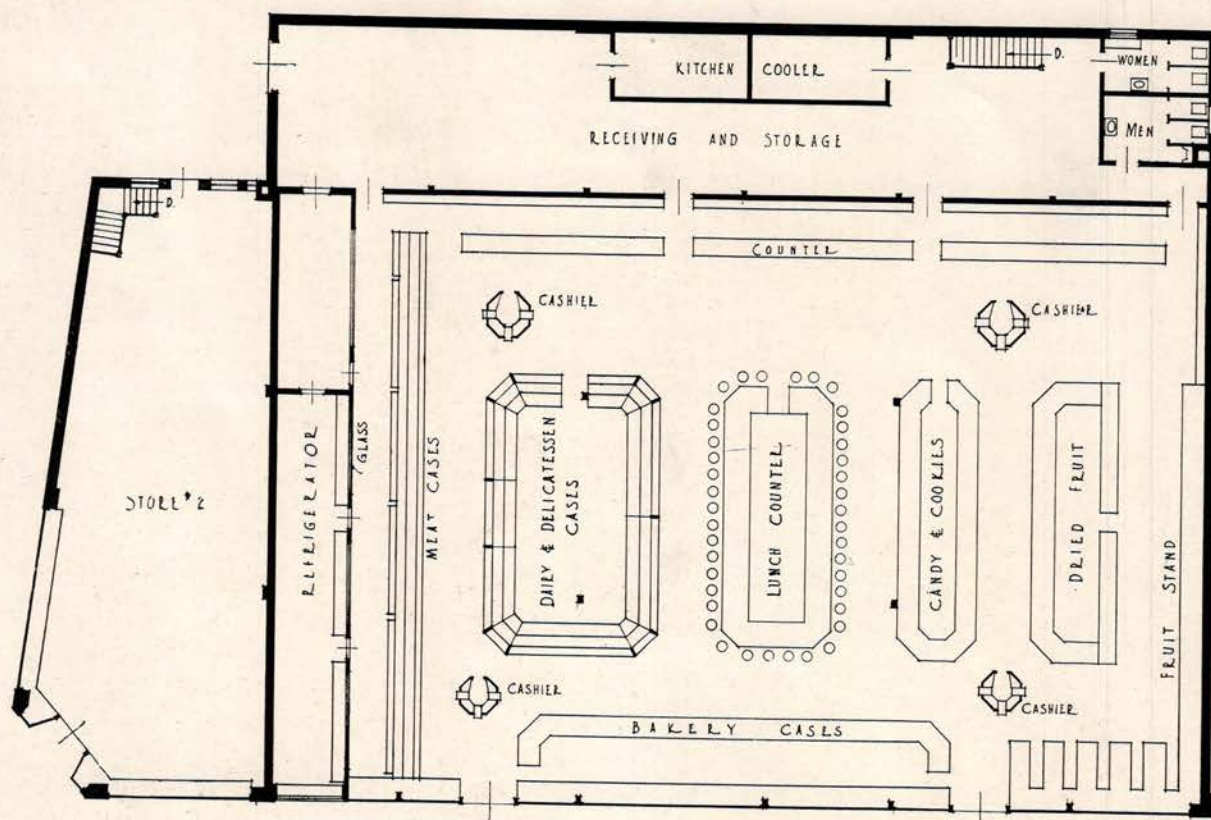 D.
KITCHEN
COOLER
WOMEN
MEN
RECEIVING AND STORAGE
D.
COUNTER
CASHIER
CASHIER
STORE #2
REFRIGERATOR
GLASS
MEAT CASES
DAIRY & DELICATESSEN
CASES
LUNCH COUNTER
CANDY & COOKIES
DRIED FRUIT
FRUIT STAND
CASHIER
CASHIER
BAKERY CASES